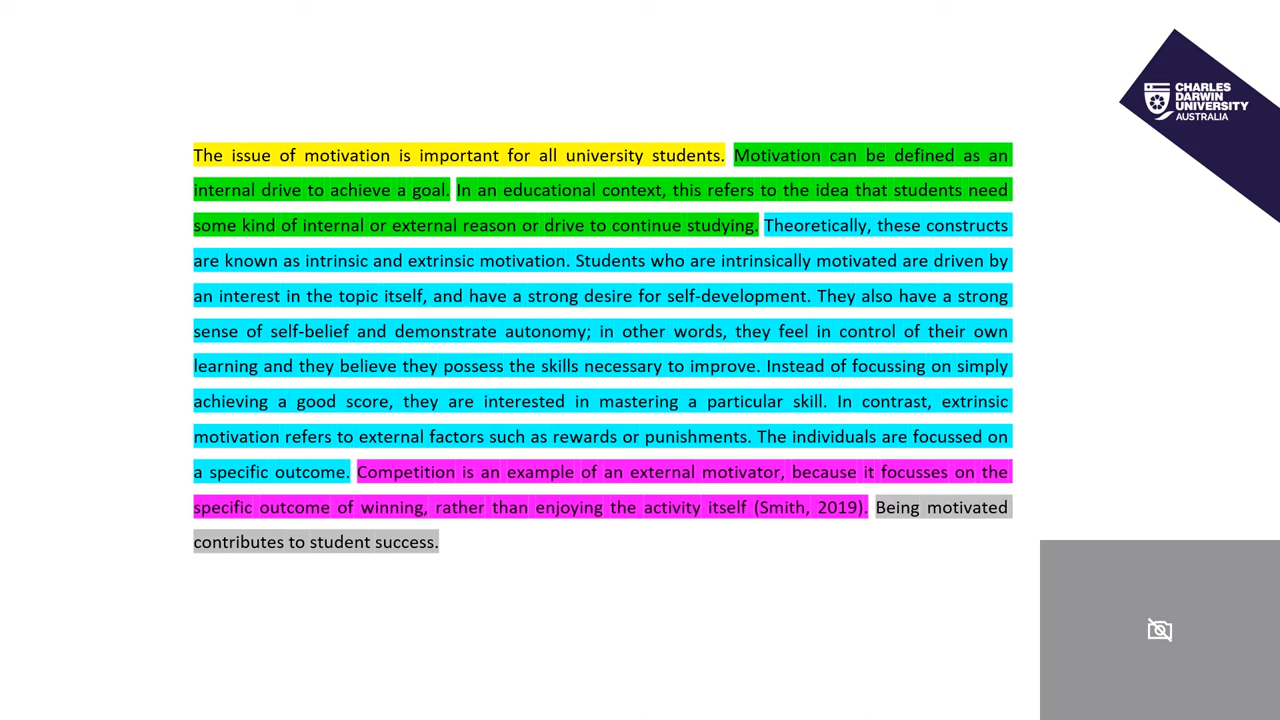 CHARLES
DARWIN
UNIVERSITY
AUSTRALIA
The issue of motivation is important for all university students. Motivation can be defined as an
internal drive to achieve a goal. In an educational context, this refers to the idea that students need
some kind of internal or external reason or drive to continue studying. Theoretically, these constructs
are known as intrinsic and extrinsic motivation. Students who are intrinsically motivated are driven by
an interest in the topic itself, and have a strong desire for self-development. They also have a strong
sense of self-belief and demonstrate autonomy; in other words, they feel in control of their own
learning and they believe they possess the skills necessary to improve. Instead of focussing on simply
achieving a good score, they are interested in mastering a particular skill. In contrast, extrinsic
motivation refers to external factors such as rewards or punishments. The individuals are focussed on
a specific outcome. Competition is an example of an external motivator, because it focusses on the
specific outcome of winning, rather than enjoying the activity itself (Smith, 2019). Being motivated
contributes to student success.